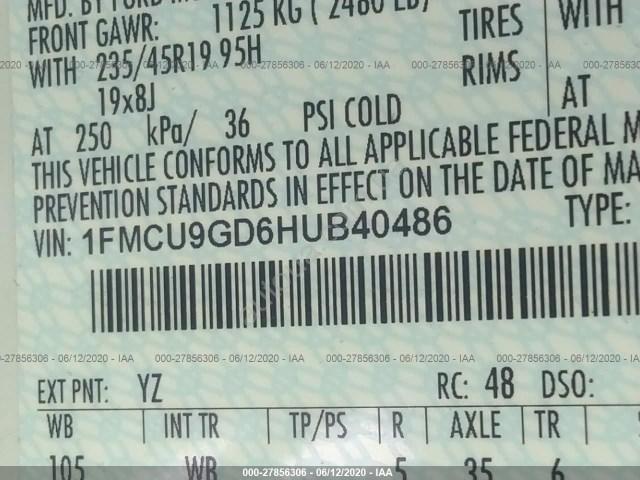 MFD. BY FORD
FRONT GAWR: 1125 KG ( 2480 LB)
WITH 235/45R19 95H TIRES WITH
19x8J RIMS
AT 250 kPa/ 36 PSI COLD AT
THIS VEHICLE CONFORMS TO ALL APPLICABLE FEDERAL M
PREVENTION STANDARDS IN EFFECT ON THE DATE OF MA
VIN: 1FMCU9GD6HUB40486 TYPE:
EXT PNT: YZ RC: 48 DSO:
WB INT TR TP/PS R AXLE TR
105 WB 5 35 6
000-27856306 - 06/12/2020 - IAA